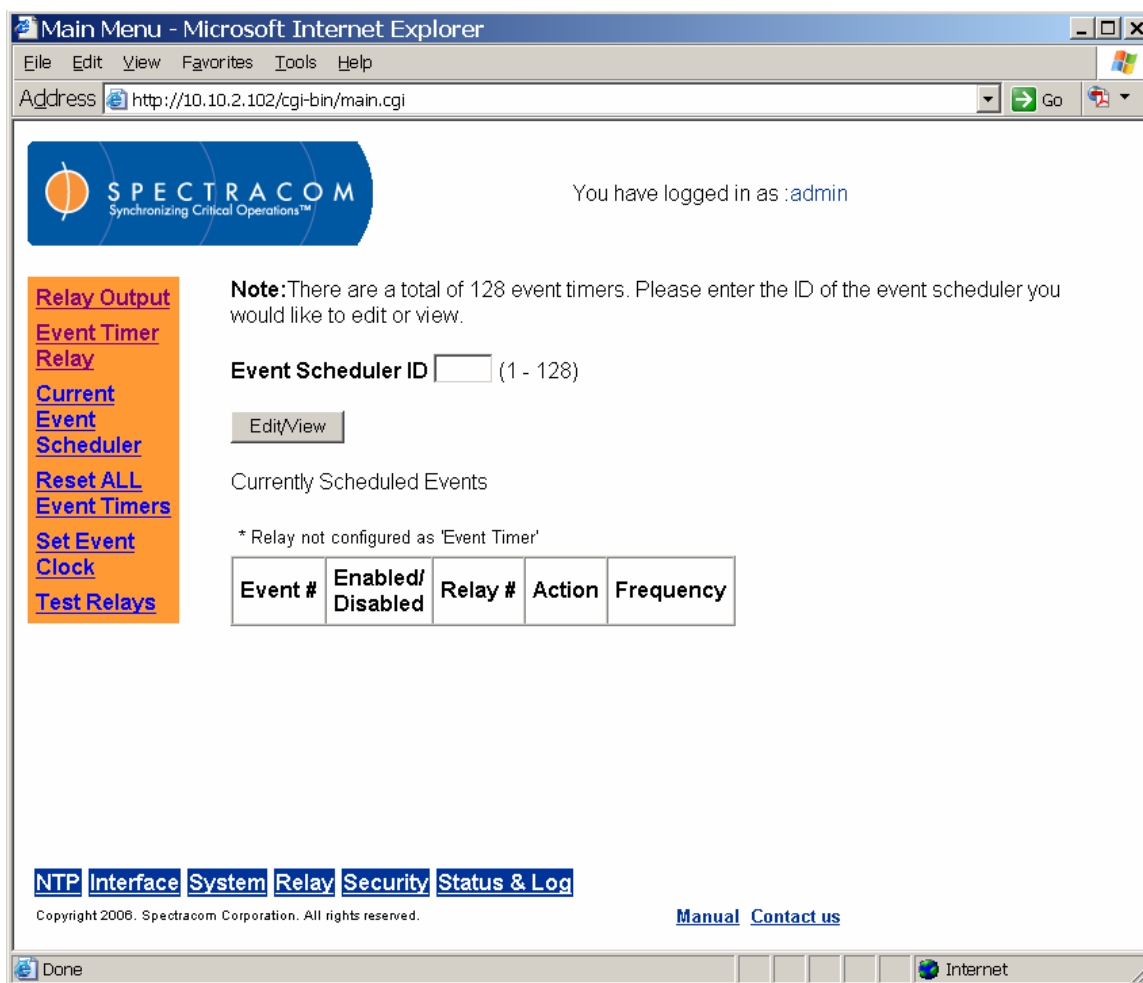 Main Menu - Microsoft Internet Explorer
File Edit View Favorites Tools Help
Address http://10.10.2.102/cgi-bin/main.cgi Go
SPECTRACOM
Synchronizing Critical Operations™
You have logged in as :admin
Relay Output
Event Timer
Relay
Current
Event
Scheduler
Reset ALL
Event Timers
Set Event
Clock
Test Relays
Note:There are a total of 128 event timers. Please enter the ID of the event scheduler you
would like to edit or view.
Event Scheduler ID (1 - 128)
Edit/View
Currently Scheduled Events
* Relay not configured as 'Event Timer'
Event # Enabled/ Disabled Relay # Action Frequency
NTP Interface System Relay Security Status & Log
Copyright 2006. Spectracom Corporation. All rights reserved.
Manual Contact us
Done Internet